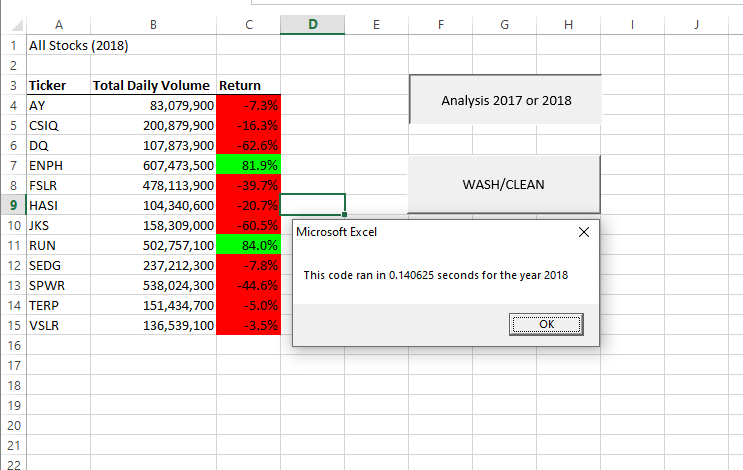 A B C D E F G H I J
1 All Stocks (2018)
2
3 Ticker Total Daily Volume Return
Analysis 2017 or 2018
4 AY 83,079,900 -7.3%
5 CSIQ 200,879,900 -16.3%
6 DQ 107,873,900 -62.6%
7 ENPH 607,473,500 81.9%
8 FSLR 478,113,900 -39.7%
WASH/CLEAN
9 HASI 104,340,600 -20.7%
10 JKS 158,309,000 -60.5%
11 RUN 502,757,100 84.0%
12 SEDG 237,212,300 -7.8%
13 SPWR 538,024,300 -44.6%
14 TERP 151,434,700 -5.0%
15 VSLR 136,539,100 -3.5%
Microsoft Excel
This code ran in 0.140625 seconds for the year 2018
OK
16
17
18
19
20
21
22